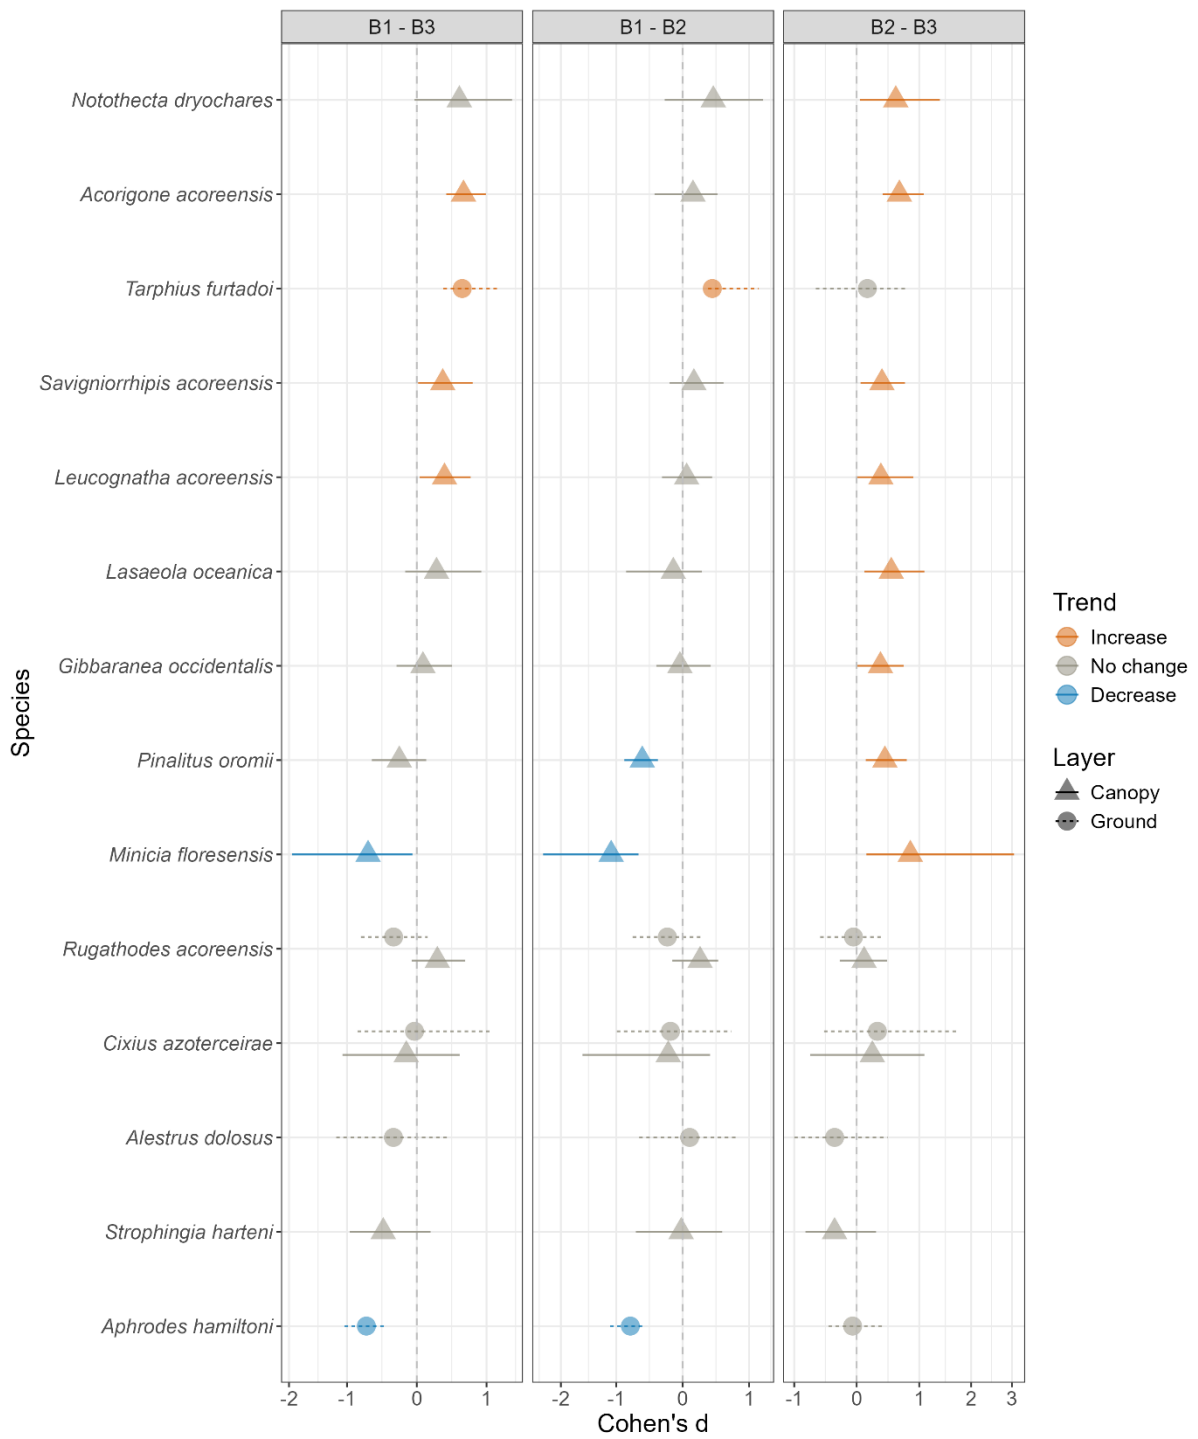 B1 - B3
B1 - B2
B2 - B3
Species
Notothecta dryochares
Acorigone acoreensis
Tarphius furtadoi
Savigniorrhipis acoreensis
Leucognatha acoreensis
Lasaeola oceanica
Gibbaranea occidentalis
Pinalitus oromii
Minicia floresensis
Rugathodes acoreensis
Cixius azoterceirae
Alestrus dolosus
Strophingia harteni
Aphrodes hamiltoni
-2 -1 0 1
-2 -1 0 1
-1 0 1 2 3
Cohen's d
Trend
Increase
No change
Decrease
Layer
Canopy
Ground